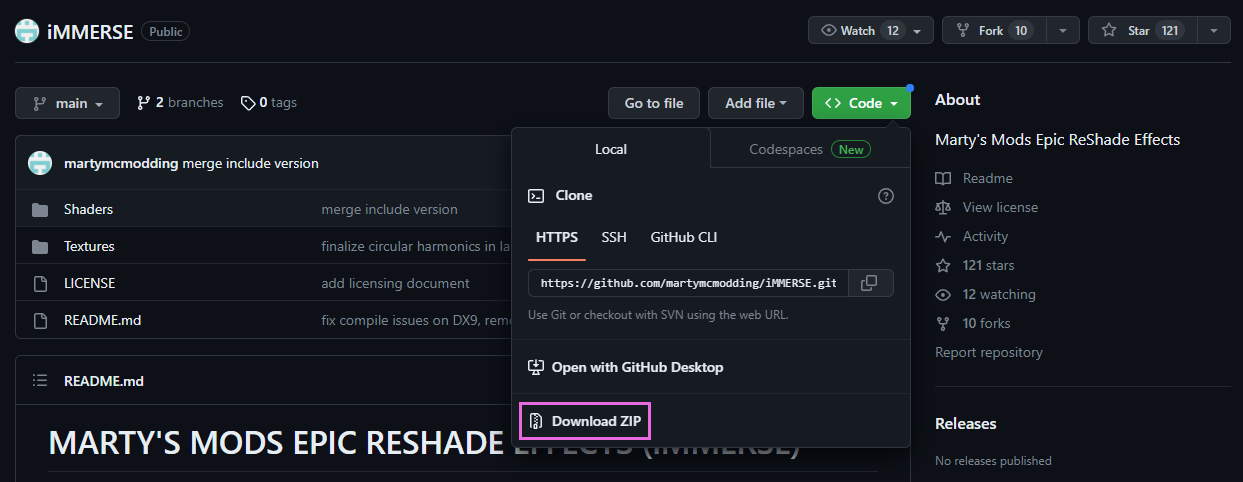 iMMERSE Public Watch 12 Fork 10 Star 121
main 2 branches 0 tags Go to file Add file Code
martymcmodding merge include version
Shaders merge include version
Textures finalize circular harmonics in la
LICENSE add licensing document
README.md fix compile issues on DX9, rem
README.md
MARTY'S MODS EPIC RESHADE EFFECTS (iMMERSE)
Local Codespaces New
Clone
HTTPS SSH GitHub CLI
https://github.com/martymcmodding/iMMERSE.git
Use Git or checkout with SVN using the web URL.
Open with GitHub Desktop
Download ZIP
About
Marty's Mods Epic ReShade Effects
Readme
View license
Activity
121 stars
12 watching
10 forks
Report repository
Releases
No releases published